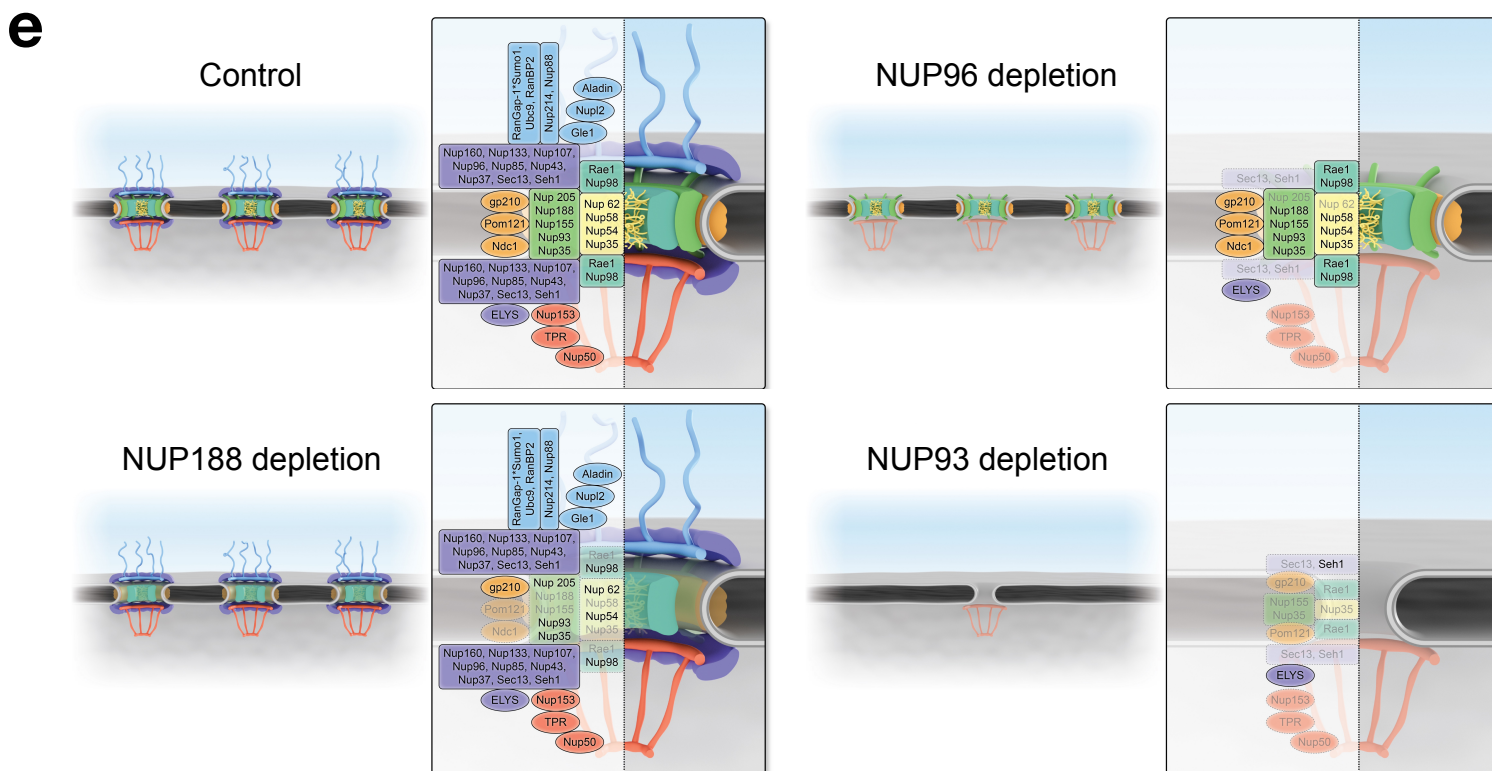 e
Control
RanGap-1*Sumo1,
Ubc9, RanBP2
Nup214, Nup88
Aladin
Nupl2
Gle1
Nup160, Nup133, Nup107,
Nup96, Nup85, Nup43,
Nup37, Sec13, Seh1
Rae1
Nup98
gp210
Pom121
Ndc1
Nup 205
Nup188
Nup155
Nup93
Nup35
Nup 62
Nup58
Nup54
Nup35
Nup160, Nup133, Nup107,
Nup96, Nup85, Nup43,
Nup37, Sec13, Seh1
Rae1
Nup98
ELYS
Nup153
TPR
Nup50
NUP96 depletion
Sec13, Seh1
Rae1
Nup98
gp210
Pom121
Ndc1
Nup 205
Nup188
Nup155
Nup93
Nup35
Nup 62
Nup58
Nup54
Nup35
Sec13, Seh1
Rae1
Nup98
ELYS
Nup153
TPR
Nup50
NUP188 depletion
RanGap-1*Sumo1,
Ubc9, RanBP2
Nup214, Nup88
Aladin
Nupl2
Gle1
Nup160, Nup133, Nup107,
Nup96, Nup85, Nup43,
Nup37, Sec13, Seh1
Rae1
Nup98
gp210
Pom121
Ndc1
Nup 205
Nup188
Nup155
Nup93
Nup35
Nup 62
Nup58
Nup54
Nup35
Nup160, Nup133, Nup107,
Nup96, Nup85, Nup43,
Nup37, Sec13, Seh1
Rae1
Nup98
ELYS
Nup153
TPR
Nup50
NUP93 depletion
Sec13, Seh1
gp210
Rae1
Nup155
Nup35
Nup35
Pom121
Rae1
Sec13, Seh1
ELYS
Nup153
TPR
Nup50